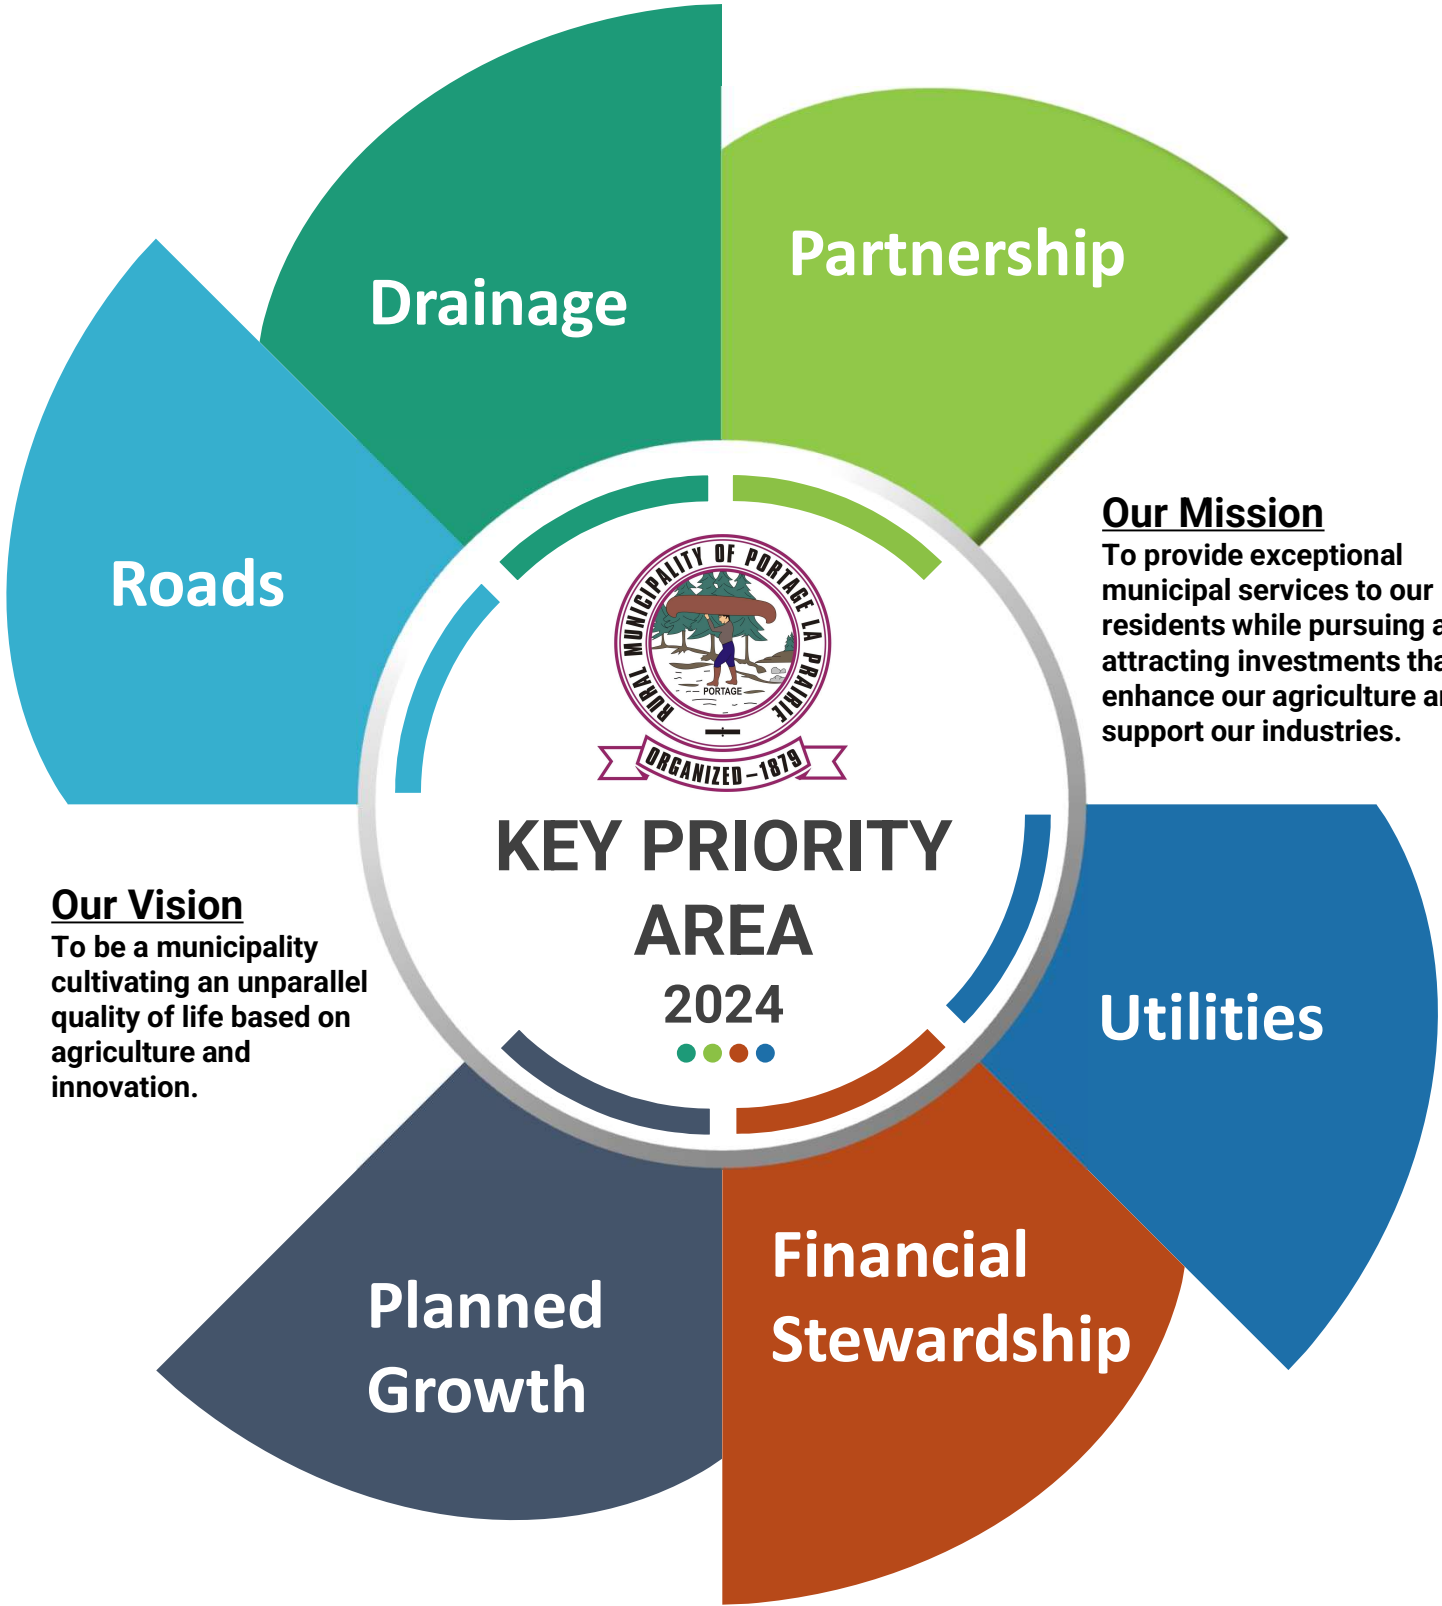 Drainage
Partnership
Roads
Our Mission
To provide exceptional
municipal services to our
residents while pursuing a
attracting investments tha
enhance our agriculture a
support our industries.
RURAL MUNICIPALITY OF PORTAGE LA PRAIRIE
PORTAGE
ORGANIZED-1879
KEY PRIORITY
AREA
2024
Our Vision
To be a municipality
cultivating an unparallel
quality of life based on
agriculture and
innovation.
Utilities
Financial
Stewardship
Planned
Growth